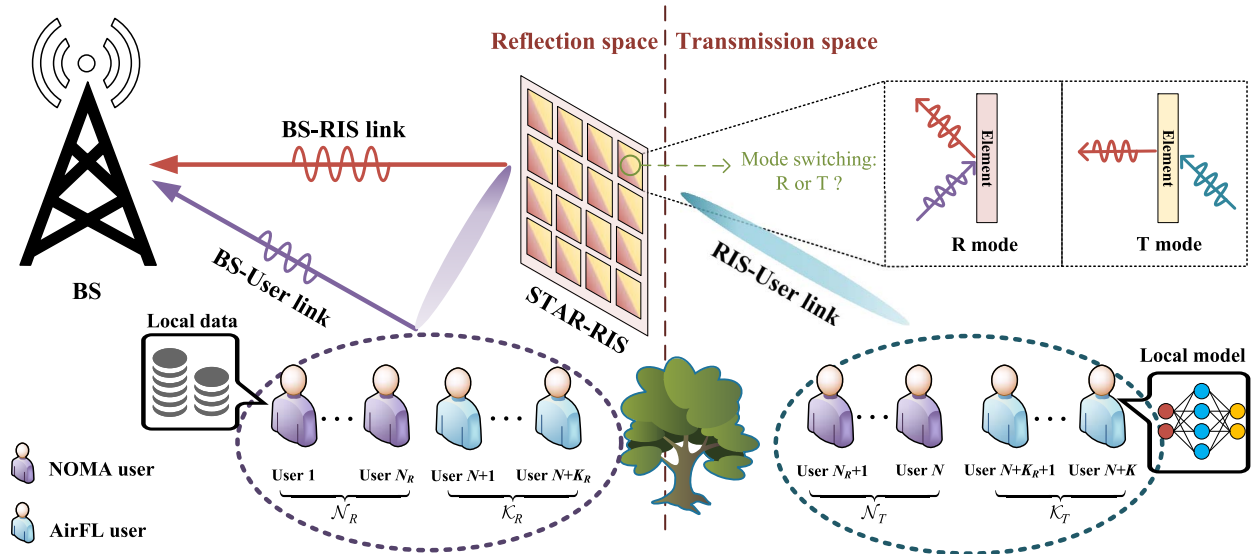 Reflection space
Transmission space
BS-RIS link
BS-User link
BS
STAR-RIS
RIS-User link
Mode switching:
R or T ?
Element
R mode
Element
T mode
Local data
Local model
NOMA user
AirFL user
User 1
User N_R
User N+1
User N+K_R
𝒩_R
𝒦_R
User N_R+1
User N
User N+K_R+1
User N+K
𝒩_T
𝒦_T